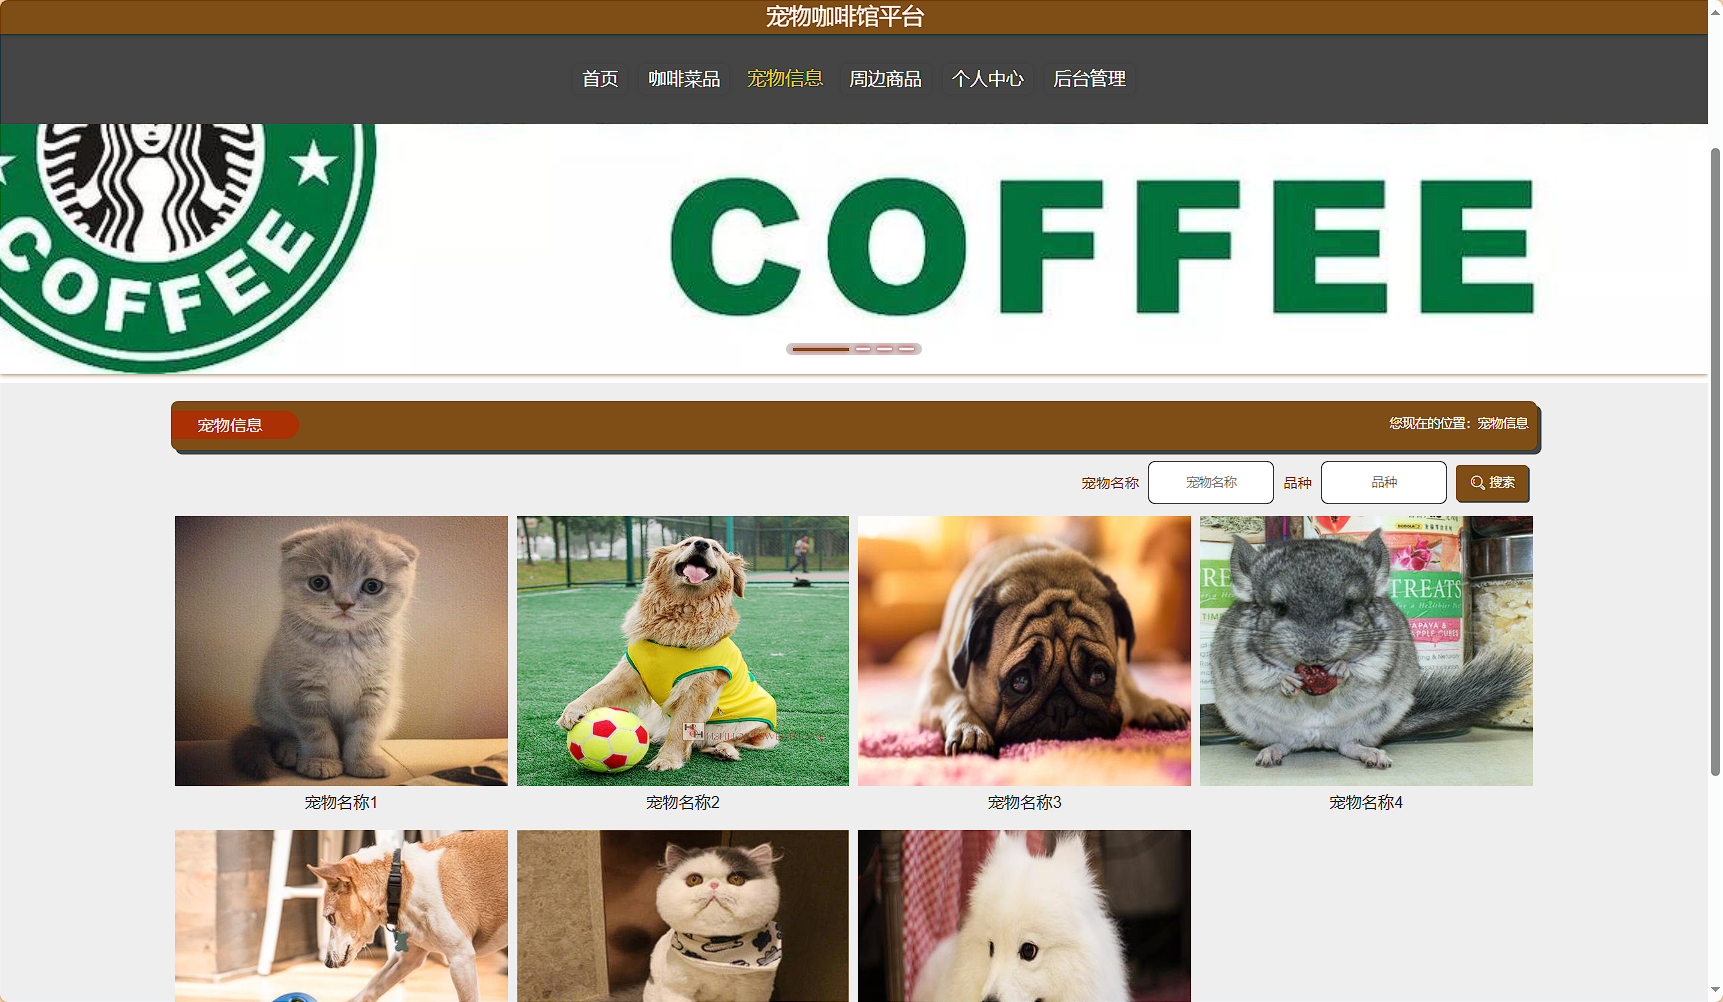 宠物咖啡馆平台
首页 咖啡菜品 宠物信息 周边商品 个人中心 后台管理
COFFEE
COFFEE
宠物信息
您现在的位置：宠物信息
宠物名称 宠物名称 品种 品种 搜索
TREATS
宠物名称1
宠物名称2
宠物名称3
宠物名称4